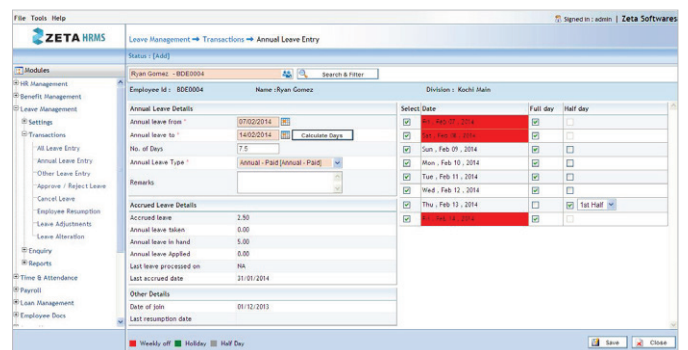 File Tools Help
Signed in : admin | Zeta Softwares
ZETA HRMS
Leave Management → Transactions → Annual Leave Entry
Status : [Add]
Modules
HR Management
Benefit Management
Leave Management
Settings
Transactions
All Leave Entry
Annual Leave Entry
Other Leave Entry
Approve / Reject Leave
Cancel Leave
Employee Resumption
Leave Adjustments
Leave Alteration
Enquiry
Reports
Time & Attendance
Payroll
Loan Management
Employee Docs
Ryan Gomez - BDE0004
Search & Filter
Employee Id : BDE0004 Name :Ryan Gomez Division : Kochi Main
Annual Leave Details
Annual leave from * 07/02/2014
Annual leave to * 14/02/2014 Calculate Days
No. of Days 7.5
Annual Leave Type * Annual - Paid [Annual - Paid]
Remarks
Accrued Leave Details
Accrued leave 2.50
Annual leave taken 0.00
Annual leave in hand 5.00
Annual leave Applied 0.00
Last leave processed on NA
Last accrued date 31/01/2014
Other Details
Date of join 01/12/2013
Last resumption date
Select Date Full day Half day
Fri , Feb 07 , 2014
Sat , Feb 08 , 2014
Sun , Feb 09 , 2014
Mon , Feb 10 , 2014
Tue , Feb 11 , 2014
Wed , Feb 12 , 2014
Thu , Feb 13 , 2014 1st Half
Fri , Feb 14 , 2014
Weekly off Holiday Half Day
Save Close